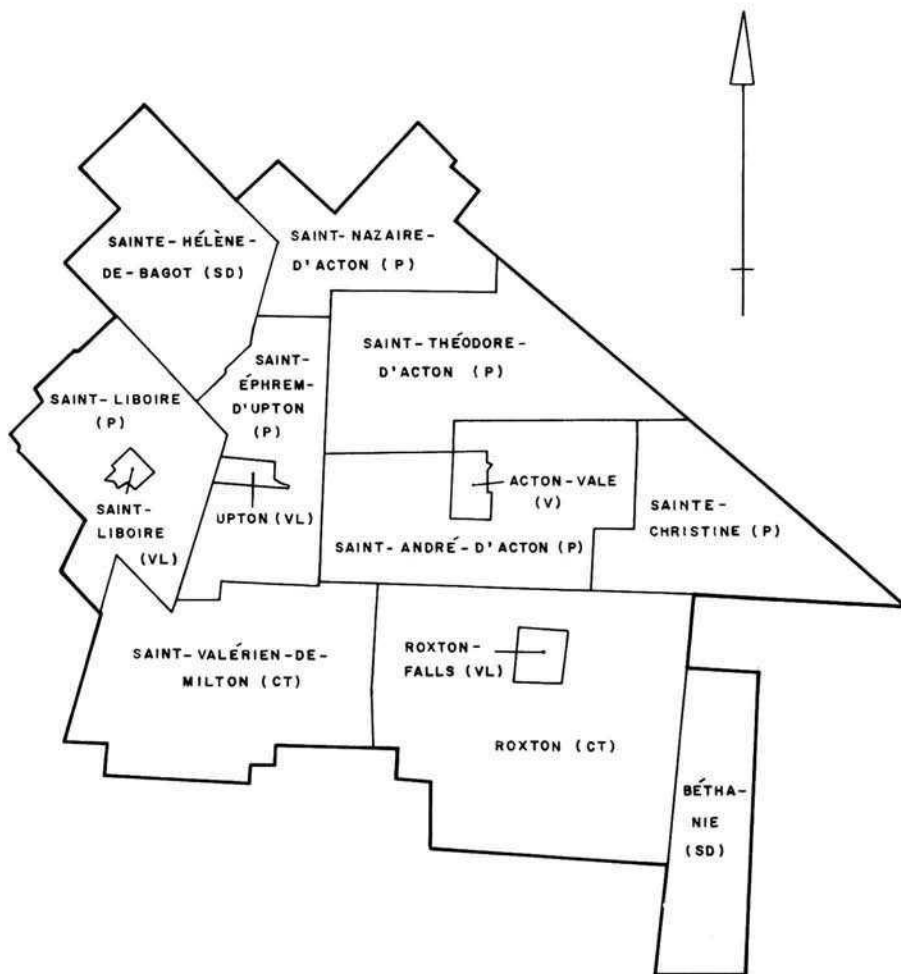 SAINTE-HÉLÈNE-
DE-BAGOT (SD)
SAINT-NAZAIRE-
D'ACTON (P)
SAINT-THÉODORE-
D'ACTON (P)
SAINT-
ÉPHREM-
D'UPTON
(P)
SAINT-LIBOIRE
(P)
SAINT-
LIBOIRE
(VL)
UPTON (VL)
ACTON-VALE
(V)
SAINTE-
CHRISTINE (P)
SAINT-ANDRÉ-D'ACTON (P)
SAINT-VALÉRIEN-DE-
MILTON (CT)
ROXTON-
FALLS (VL)
ROXTON (CT)
BÉTHA-
NIE
(SD)